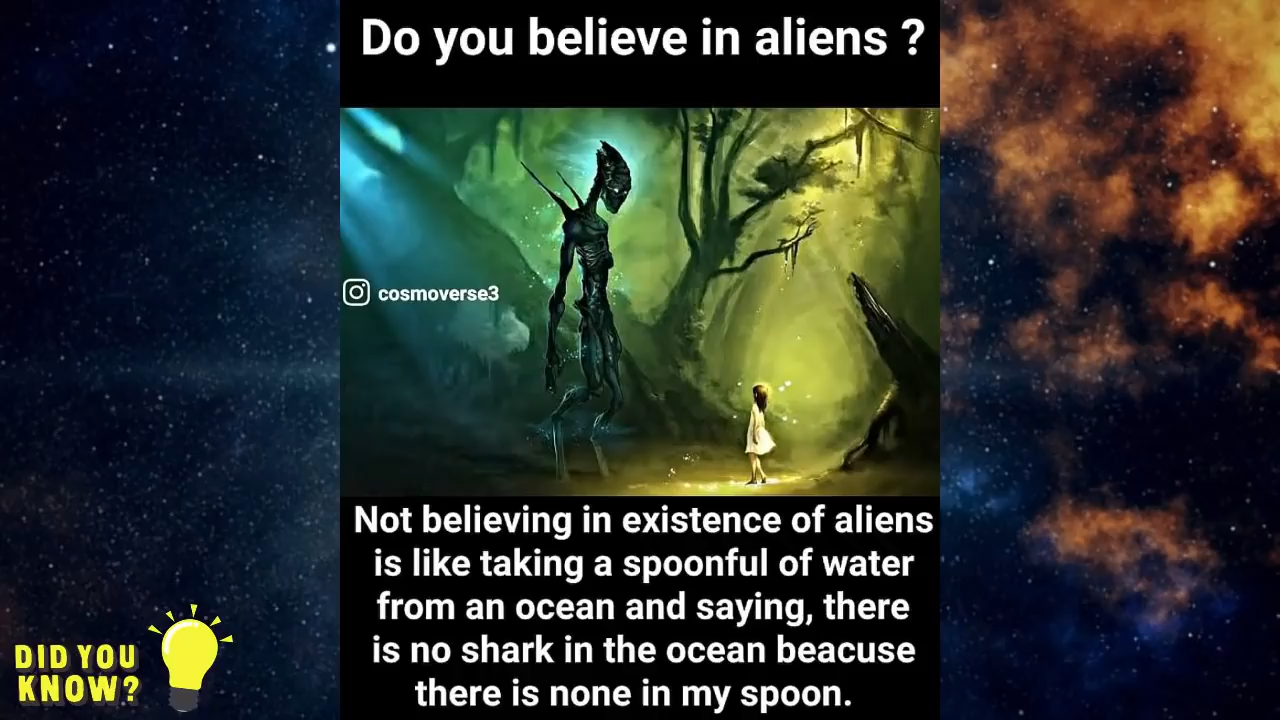 Do you believe in aliens ?
cosmoverse3
Not believing in existence of aliens
is like taking a spoonful of water
from an ocean and saying, there
is no shark in the ocean beacuse
there is none in my spoon.
DID YOU
KNOW?